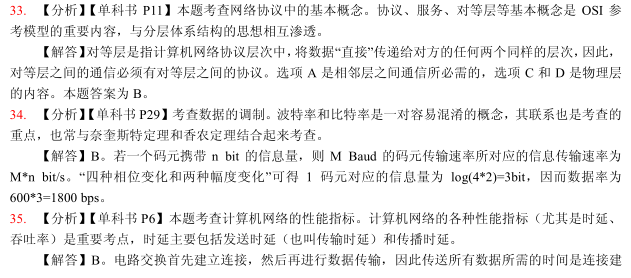 33. 【分析】【单科书 P11】本题考查网络协议中的基本概念。协议、服务、对等层等基本概念是 OSI 参
考模型的重要内容，与分层体系结构的思想相互渗透。
【解答】对等层是指计算机网络协议层次中，将数据“直接”传递给对方的任何两个同样的层次，因此，
对等层之间的通信必须有对等层之间的协议。选项 A 是相邻层之间通信所必需的，选项 C 和 D 是物理层
的内容。本题答案为 B。
34. 【分析】【单科书 P29】考查数据的调制。波特率和比特率是一对容易混淆的概念，其联系也是考查的
重点，也常与奈奎斯特定理和香农定理结合起来考查。
【解答】B。若一个码元携带 n bit 的信息量，则 M Baud 的码元传输速率所对应的信息传输速率为
M*n bit/s。“四种相位变化和两种幅度变化”可得 1 码元对应的信息量为 log(4*2)=3bit，因而数据率为
600*3=1800 bps。
35. 【分析】【单科书 P6】本题考查计算机网络的性能指标。计算机网络的各种性能指标（尤其是时延、
吞吐率）是重要考点，时延主要包括发送时延（也叫传输时延）和传播时延。
【解答】B。电路交换首先建立连接，然后再进行数据传输，因此传送所有数据所需的时间是连接建